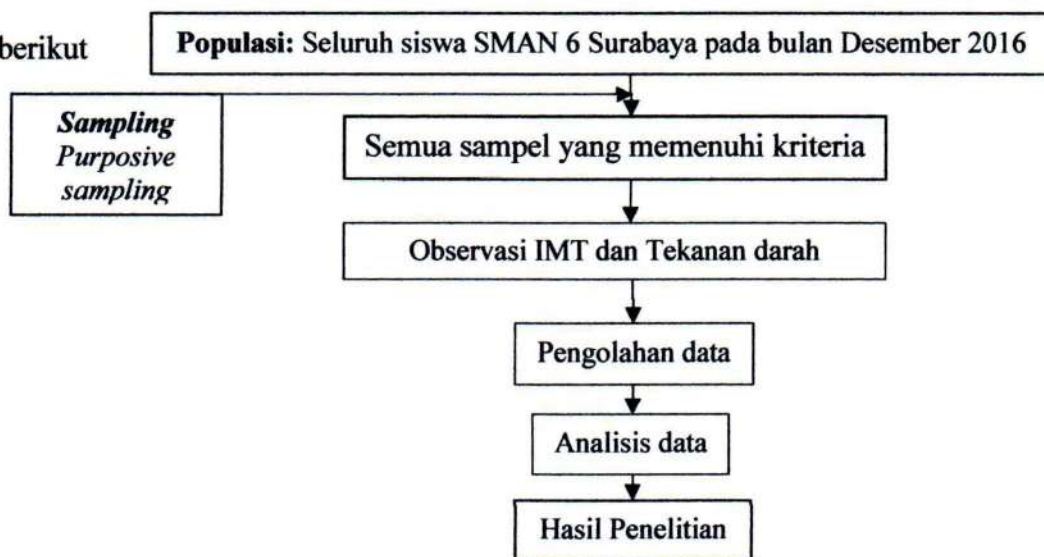 berikut
Populasi: Seluruh siswa SMAN 6 Surabaya pada bulan Desember 2016
Sampling
Purposive
sampling
Semua sampel yang memenuhi kriteria
Observasi IMT dan Tekanan darah
Pengolahan data
Analisis data
Hasil Penelitian